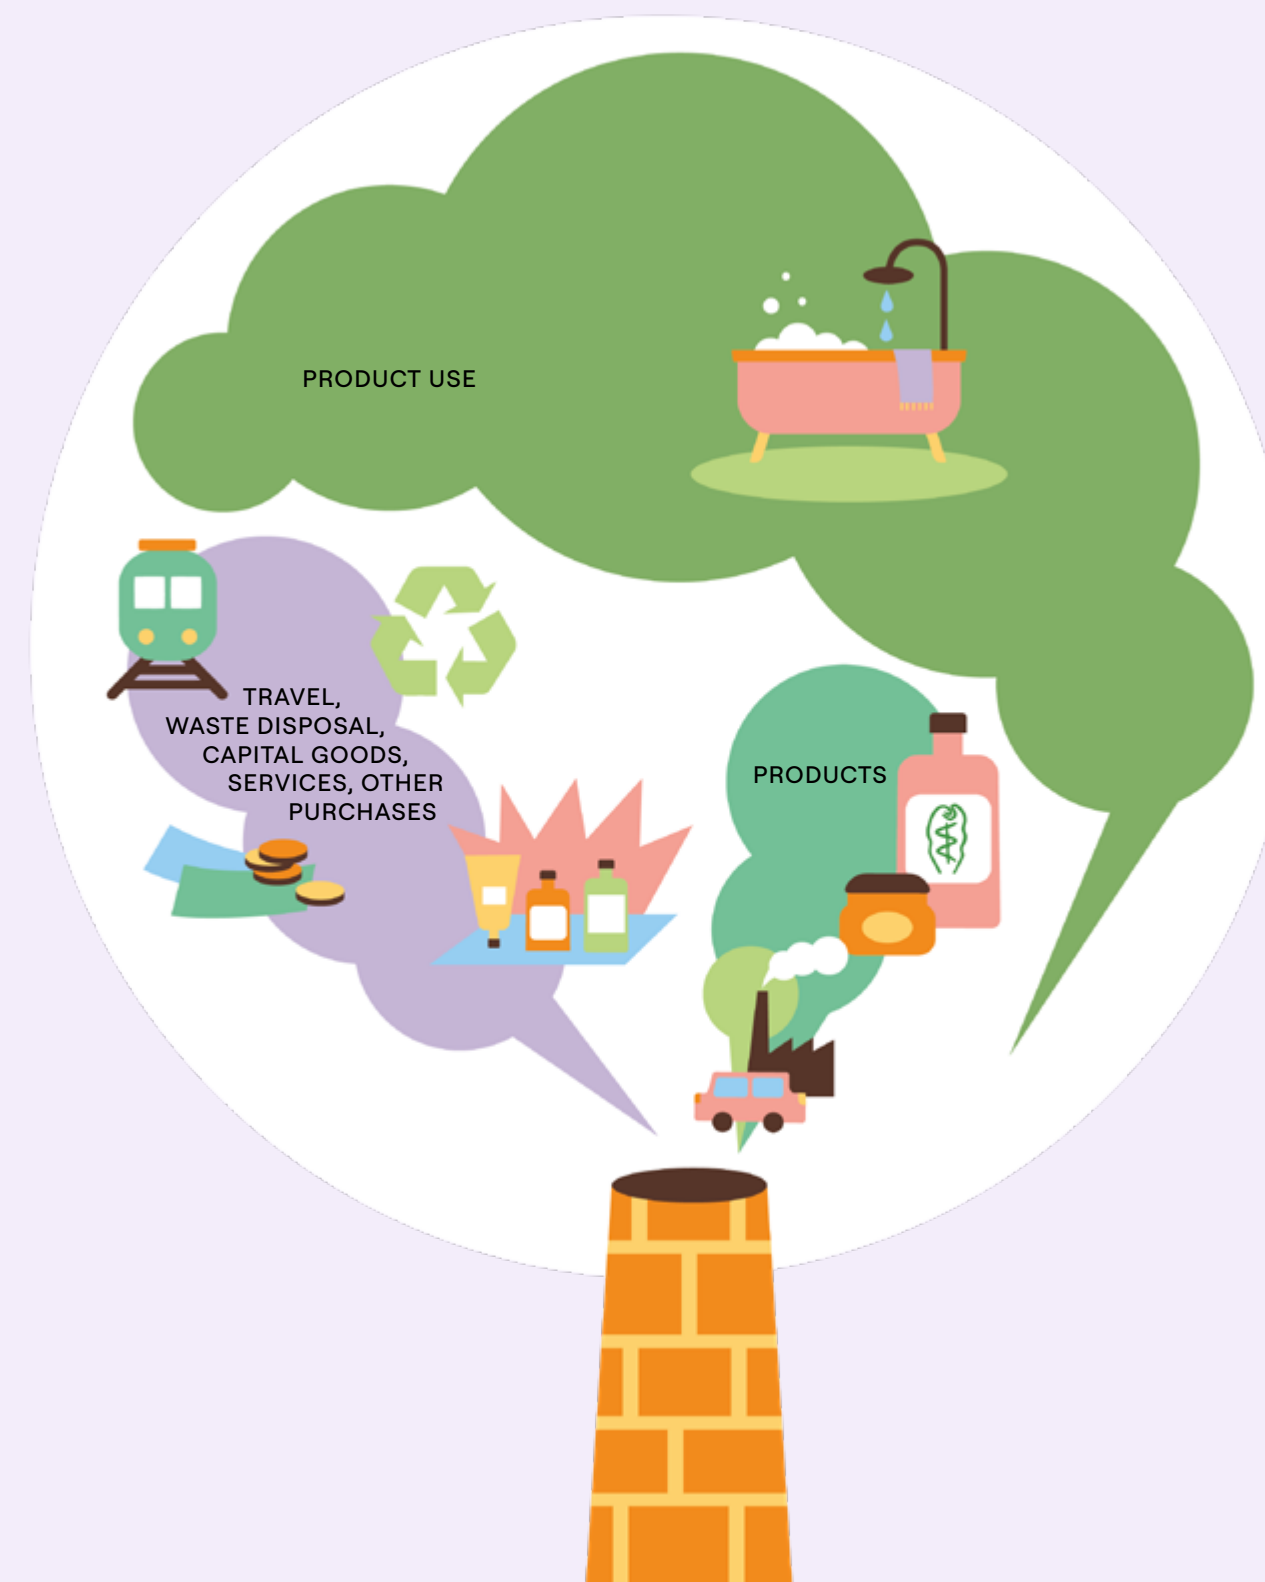 PRODUCT USE
TRAVEL,
WASTE DISPOSAL,
CAPITAL GOODS,
SERVICES, OTHER
PURCHASES
PRODUCTS